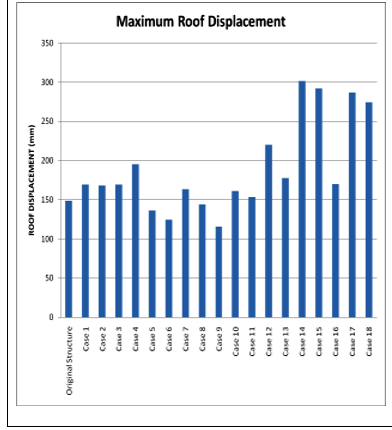 Maximum Roof Displacement
350
300
250
200
150
100
50
0
ROOF DISPLACEMENT (mm)
Original Structure
Case 1
Case 2
Case 3
Case 4
Case 5
Case 6
Case 7
Case 8
Case 9
Case 10
Case 11
Case 12
Case 13
Case 14
Case 15
Case 16
Case 17
Case 18